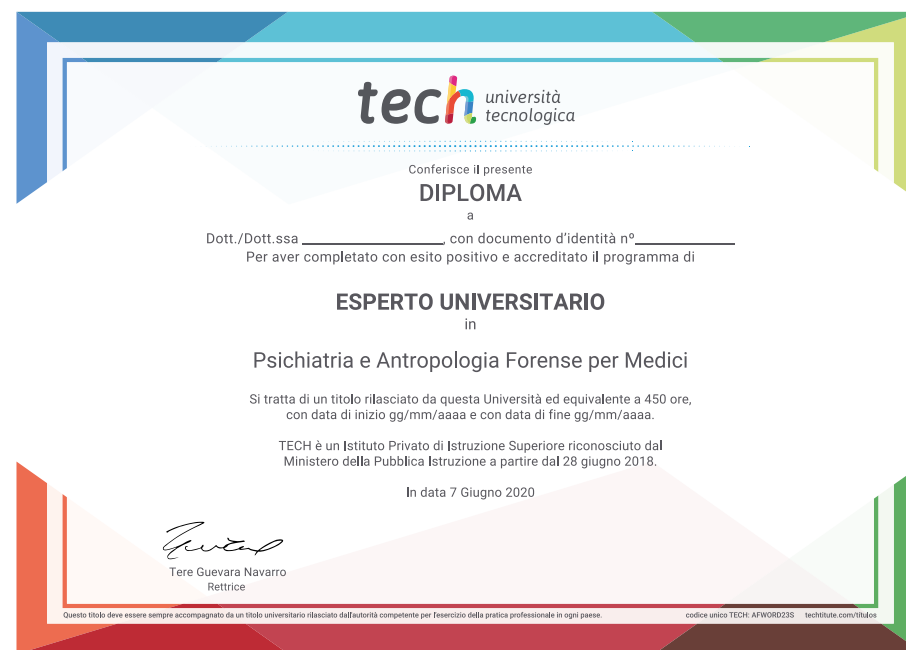 tech università
tecnologica
Conferisce il presente
DIPLOMA
a
Dott./Dott.ssa ____________________, con documento d'identità nº______________
Per aver completato con esito positivo e accreditato il programma di
ESPERTO UNIVERSITARIO
in
Psichiatria e Antropologia Forense per Medici
Si tratta di un titolo rilasciato da questa Università ed equivalente a 450 ore,
con data di inizio gg/mm/aaaa e con data di fine gg/mm/aaaa.
TECH è un Istituto Privato di Istruzione Superiore riconosciuto dal
Ministero della Pubblica Istruzione a partire dal 28 giugno 2018.
In data 7 Giugno 2020
Tere Guevara Navarro
Rettrice
Questo titolo deve essere sempre accompagnato da un titolo universitario rilasciato dall'autorità competente per l'esercizio della pratica professionale in ogni paese. codice unico TECH: AFWORD23S techtitute.com/titulos